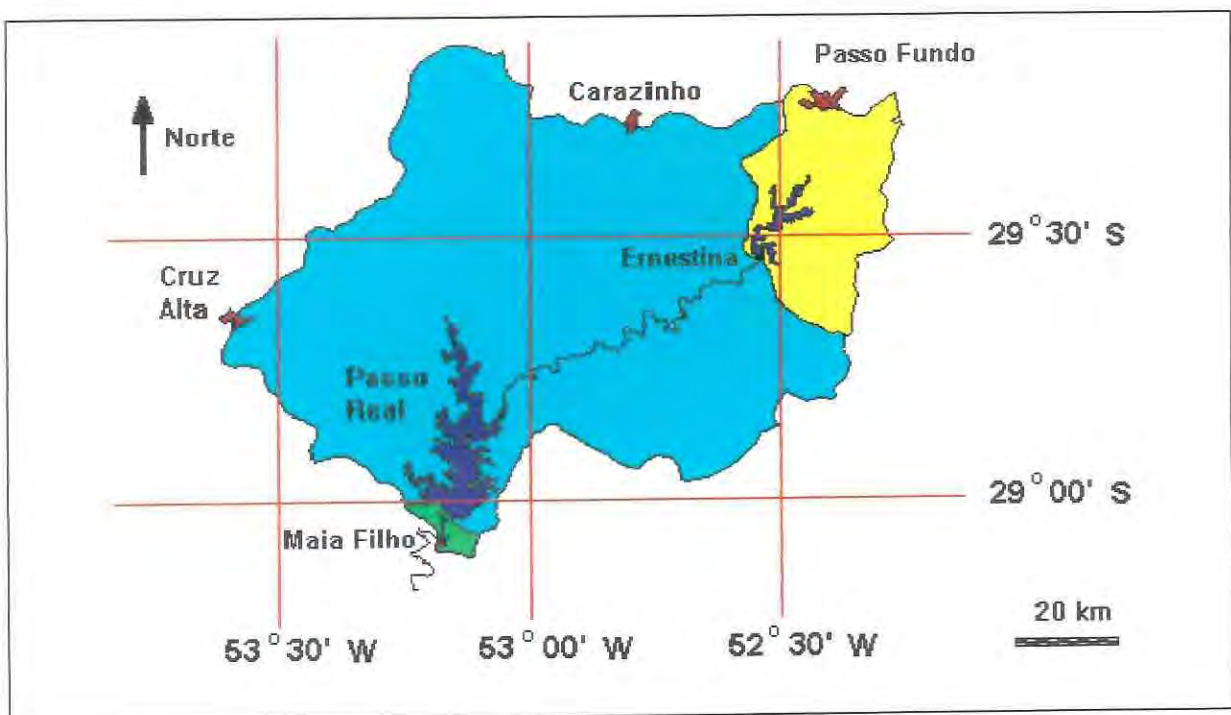 Passo Fundo
Carazinho
Norte
29°30' S
Ernestina
Cruz
Alta
Passo
Real
29°00' S
Maia Filho
20 km
53°30' W
53°00' W
52°30' W